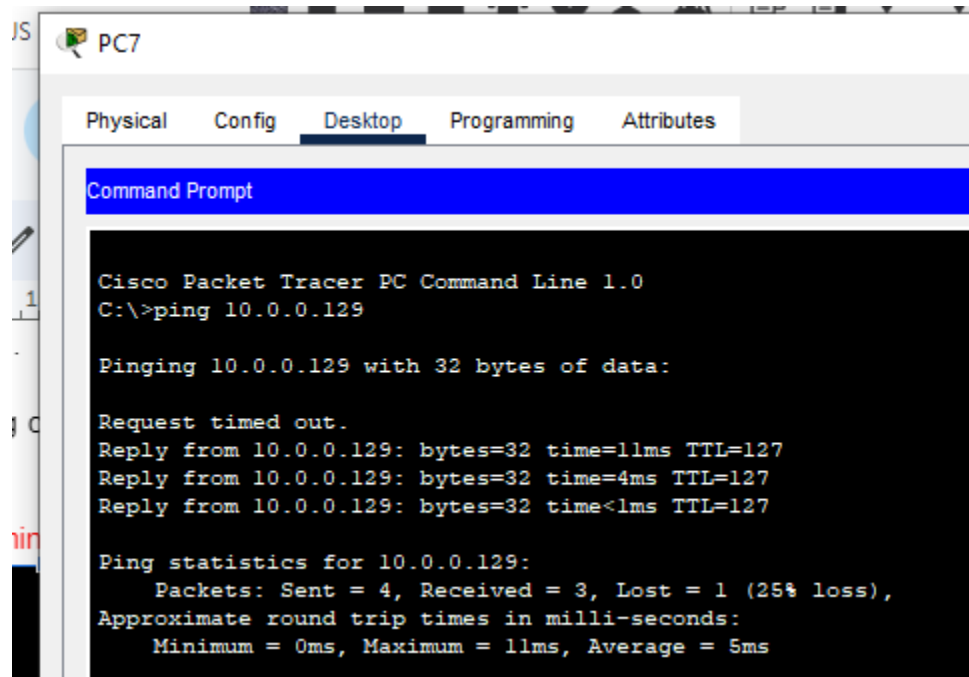 JS
PC7
Physical Config Desktop Programming Attributes
Command Prompt
Cisco Packet Tracer PC Command Line 1.0
C:\>ping 10.0.0.129
Pinging 10.0.0.129 with 32 bytes of data:
Request timed out.
Reply from 10.0.0.129: bytes=32 time=11ms TTL=127
Reply from 10.0.0.129: bytes=32 time=4ms TTL=127
Reply from 10.0.0.129: bytes=32 time<1ms TTL=127
Ping statistics for 10.0.0.129:
Packets: Sent = 4, Received = 3, Lost = 1 (25% loss),
Approximate round trip times in milli-seconds:
Minimum = 0ms, Maximum = 11ms, Average = 5ms